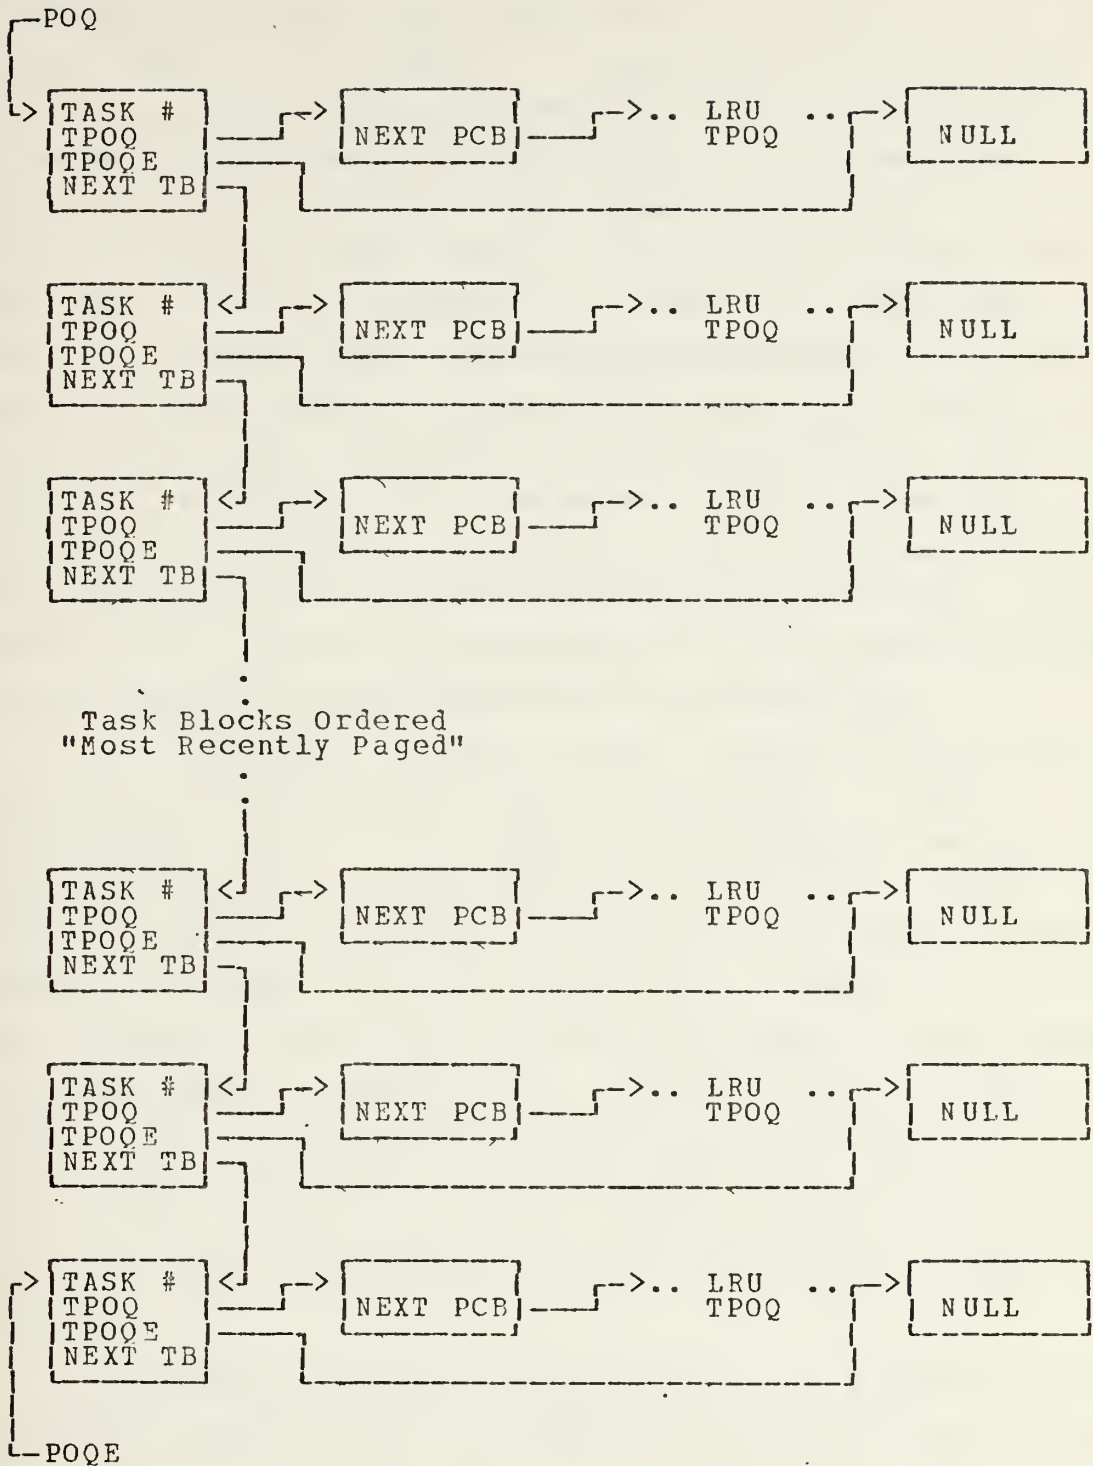 POQ
TASK #
TPOQ NEXT PCB LRU NULL
TPOQE TPOQ
NEXT TB
TASK #
TPOQ NEXT PCB LRU NULL
TPOQE TPOQ
NEXT TB
TASK #
TPOQ NEXT PCB LRU NULL
TPOQE TPOQ
NEXT TB
Task Blocks Ordered
"Most Recently Paged"
TASK #
TPOQ NEXT PCB LRU NULL
TPOQE TPOQ
NEXT TB
TASK #
TPOQ NEXT PCB LRU NULL
TPOQE TPOQ
NEXT TB
TASK #
TPOQ NEXT PCB LRU NULL
TPOQE TPOQ
NEXT TB
POQE